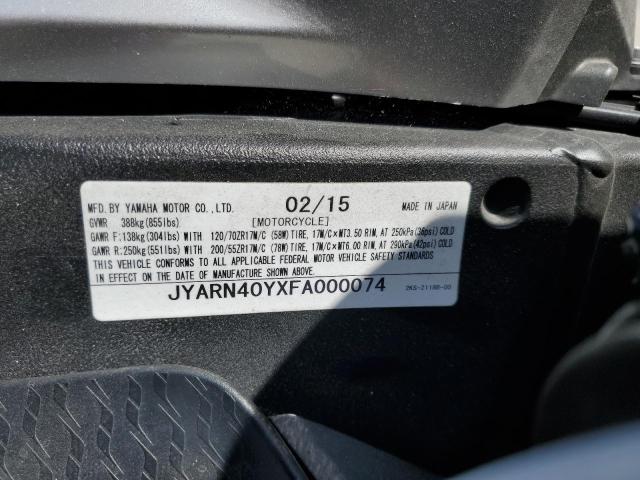 MFD. BY YAMAHA MOTOR CO., LTD. 02/15 MADE IN JAPAN
GVWR 388kg(855lbs) [MOTORCYCLE]
GAWR F:138kg(304lbs) WITH 120/70ZR17M/C (58W) TIRE, 17M/C×MT3.50 RIM, AT 250kPa(36psi) COLD
GAWR R:250kg(551lbs) WITH 200/55ZR17M/C (78W) TIRE, 17M/C×MT6.00 RIM, AT 290kPa(42psi) COLD
THIS VEHICLE CONFORMS TO ALL APPLICABLE FEDERAL MOTOR VEHICLE SAFETY STANDARDS
IN EFFECT ON THE DATE OF MANUFACTURE SHOWN ABOVE.
JYARN40YXFA000074 2KS-2118B-00